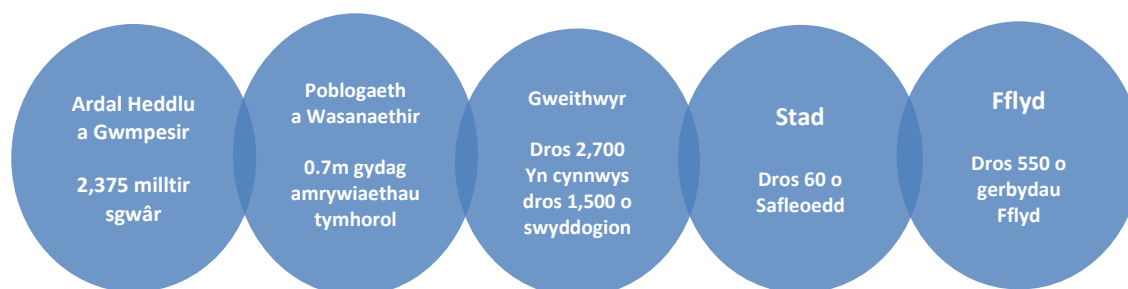 Ardal Heddlu
a Gwmpesir
2,375 milltir
sgwâr
Poblogaeth
a Wasanaethir
0.7m gydag
amrywiaethau
tymhorol
Gweithwyr
Dros 2,700
Yn cynnwys
dros 1,500 o
swyddogion
Stad
Dros 60 o
Safleoedd
Fflyd
Dros 550 o
gerbydau
Fflyd